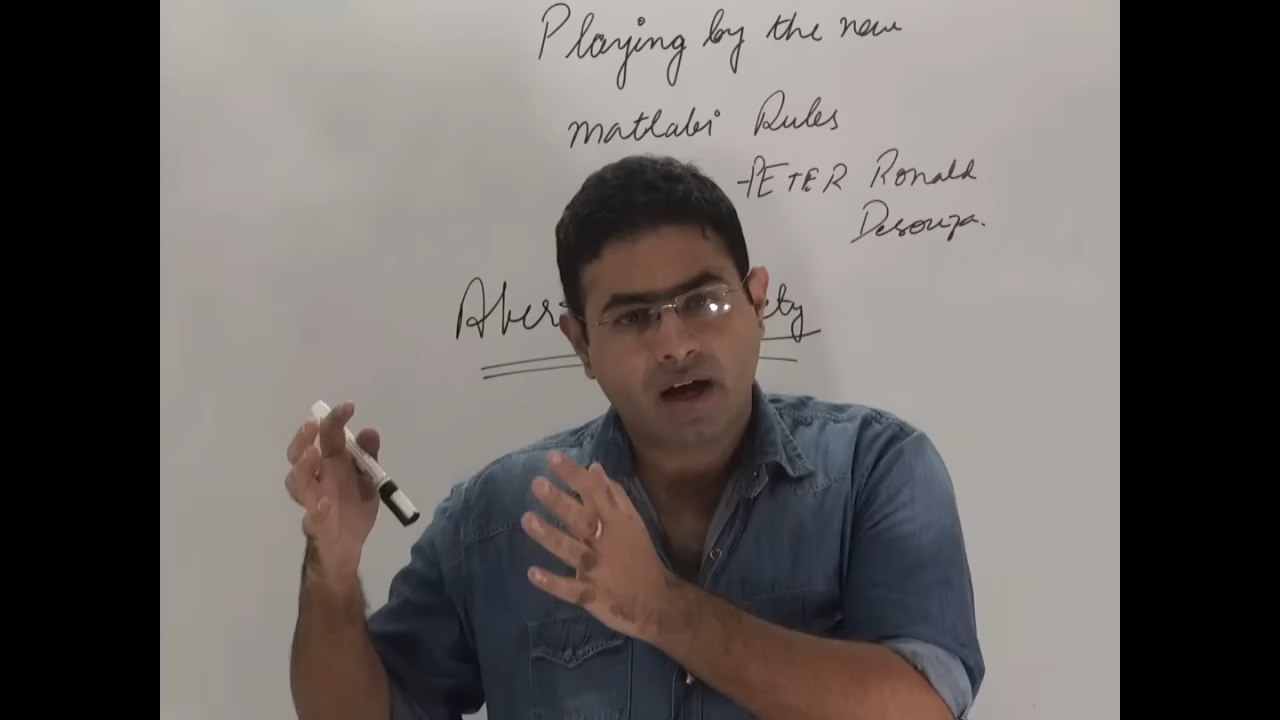 Playing by the new
matlabi Rules
-PETER Ronald
Desouza.